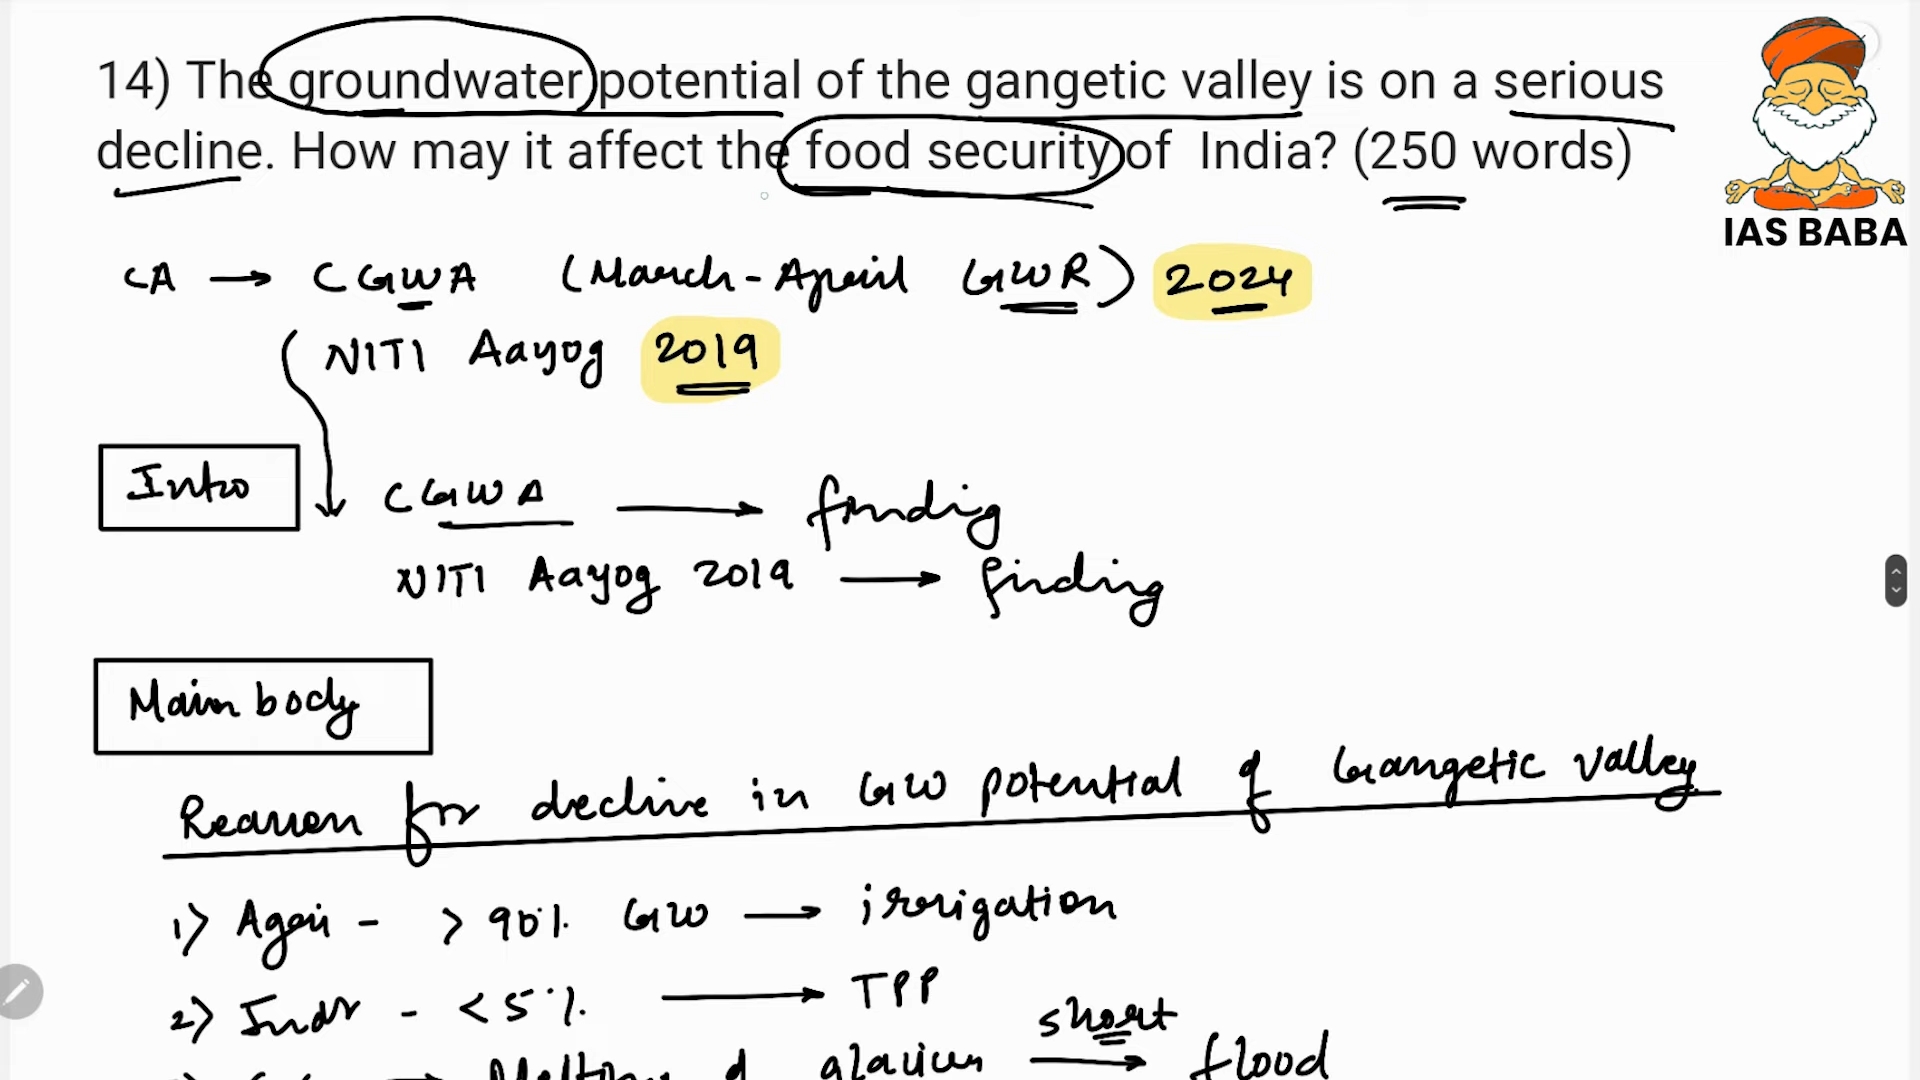 14) The groundwater potential of the gangetic valley is on a serious
decline. How may it affect the food security of India? (250 words)
IAS BABA
CA → CGWA (March-April GWR) 2024
NITI Aayog 2019
Intro
CGWA → finding
NITI Aayog 2019 → finding
Main body
Reason for decline in GW potential of Gangetic Valley
1) Agri - > 90% GW → irrigation
2) Indr - < 5% → TPP
short
→ Melting of glaciers → flood